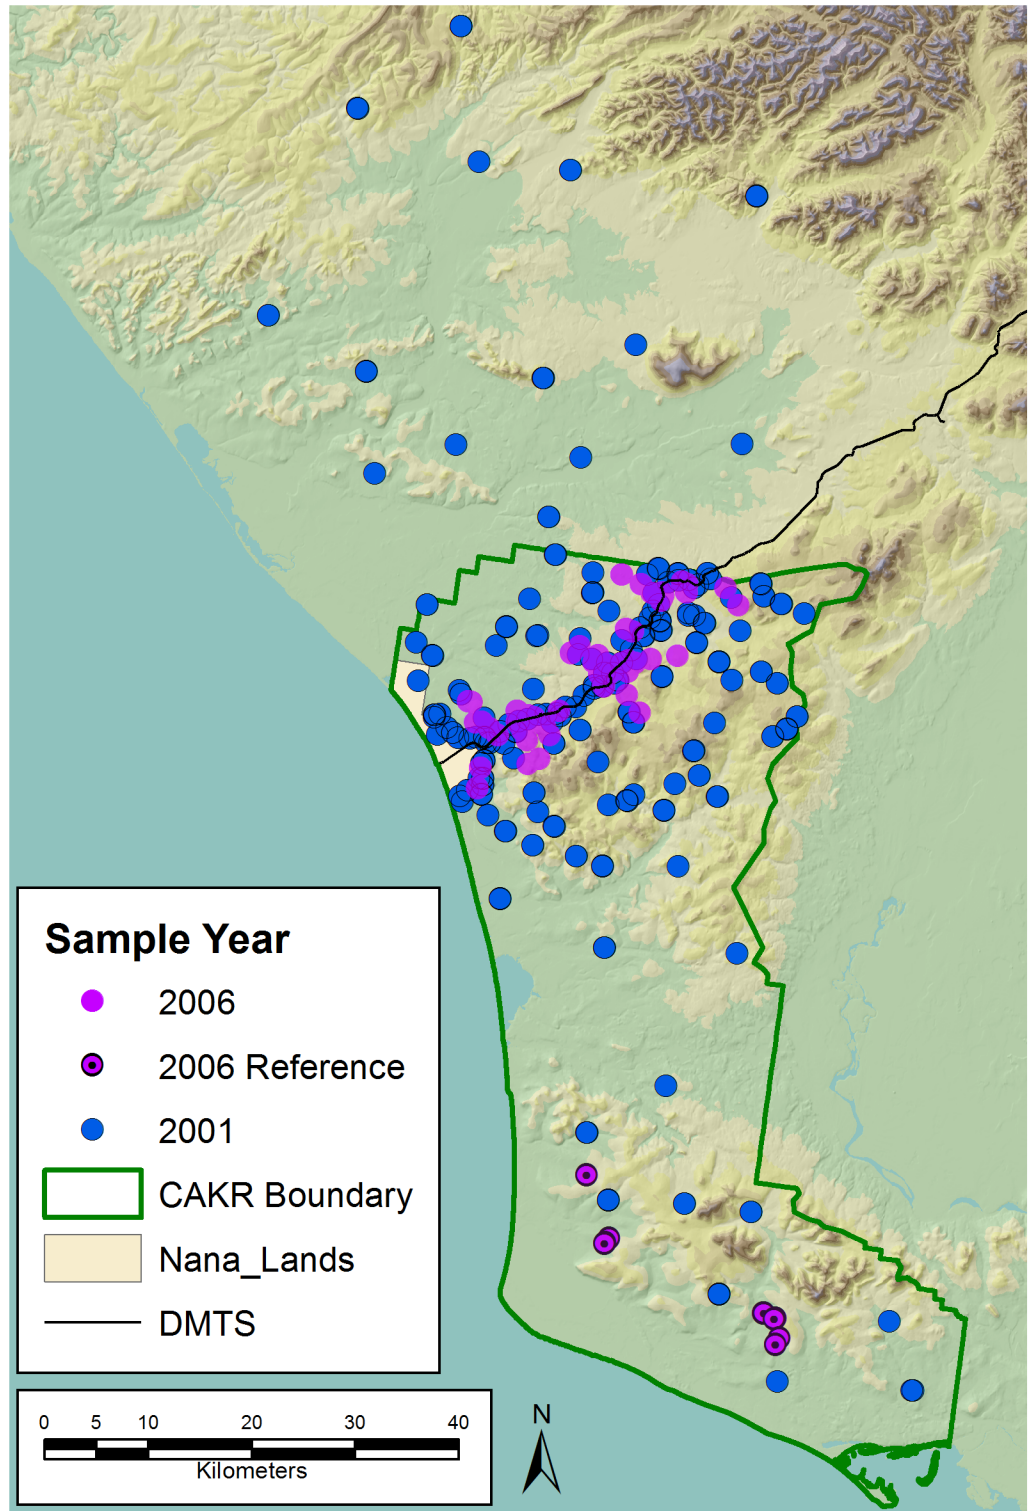 Sample Year
2006
2006 Reference
2001
CAKR Boundary
Nana_Lands
DMTS
0 5 10 20 30 40
Kilometers
N